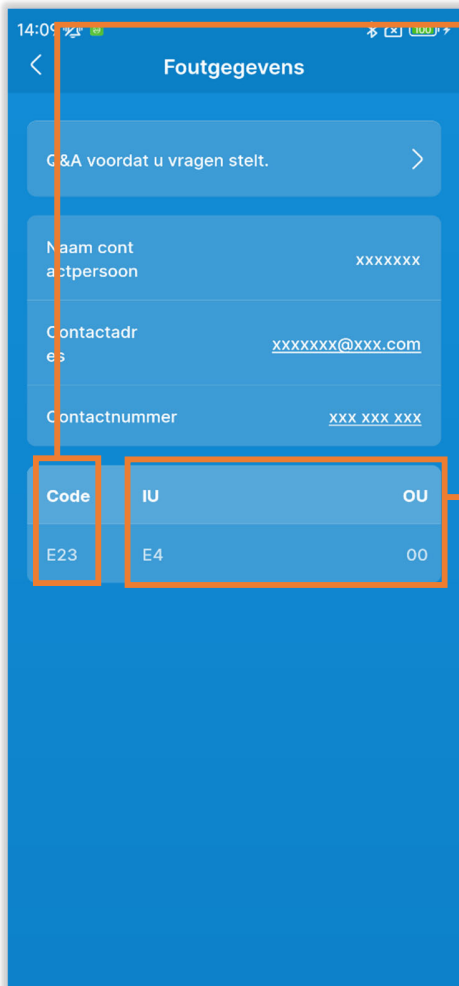 14:09 100
Foutgegevens
Q&A voordat u vragen stelt.
Naam cont
actpersoon
xxxxxxx
Contactadr
es
xxxxxxx@xxx.com
Contactnummer xxx xxx xxx
Code IU OU
E23 E4 00